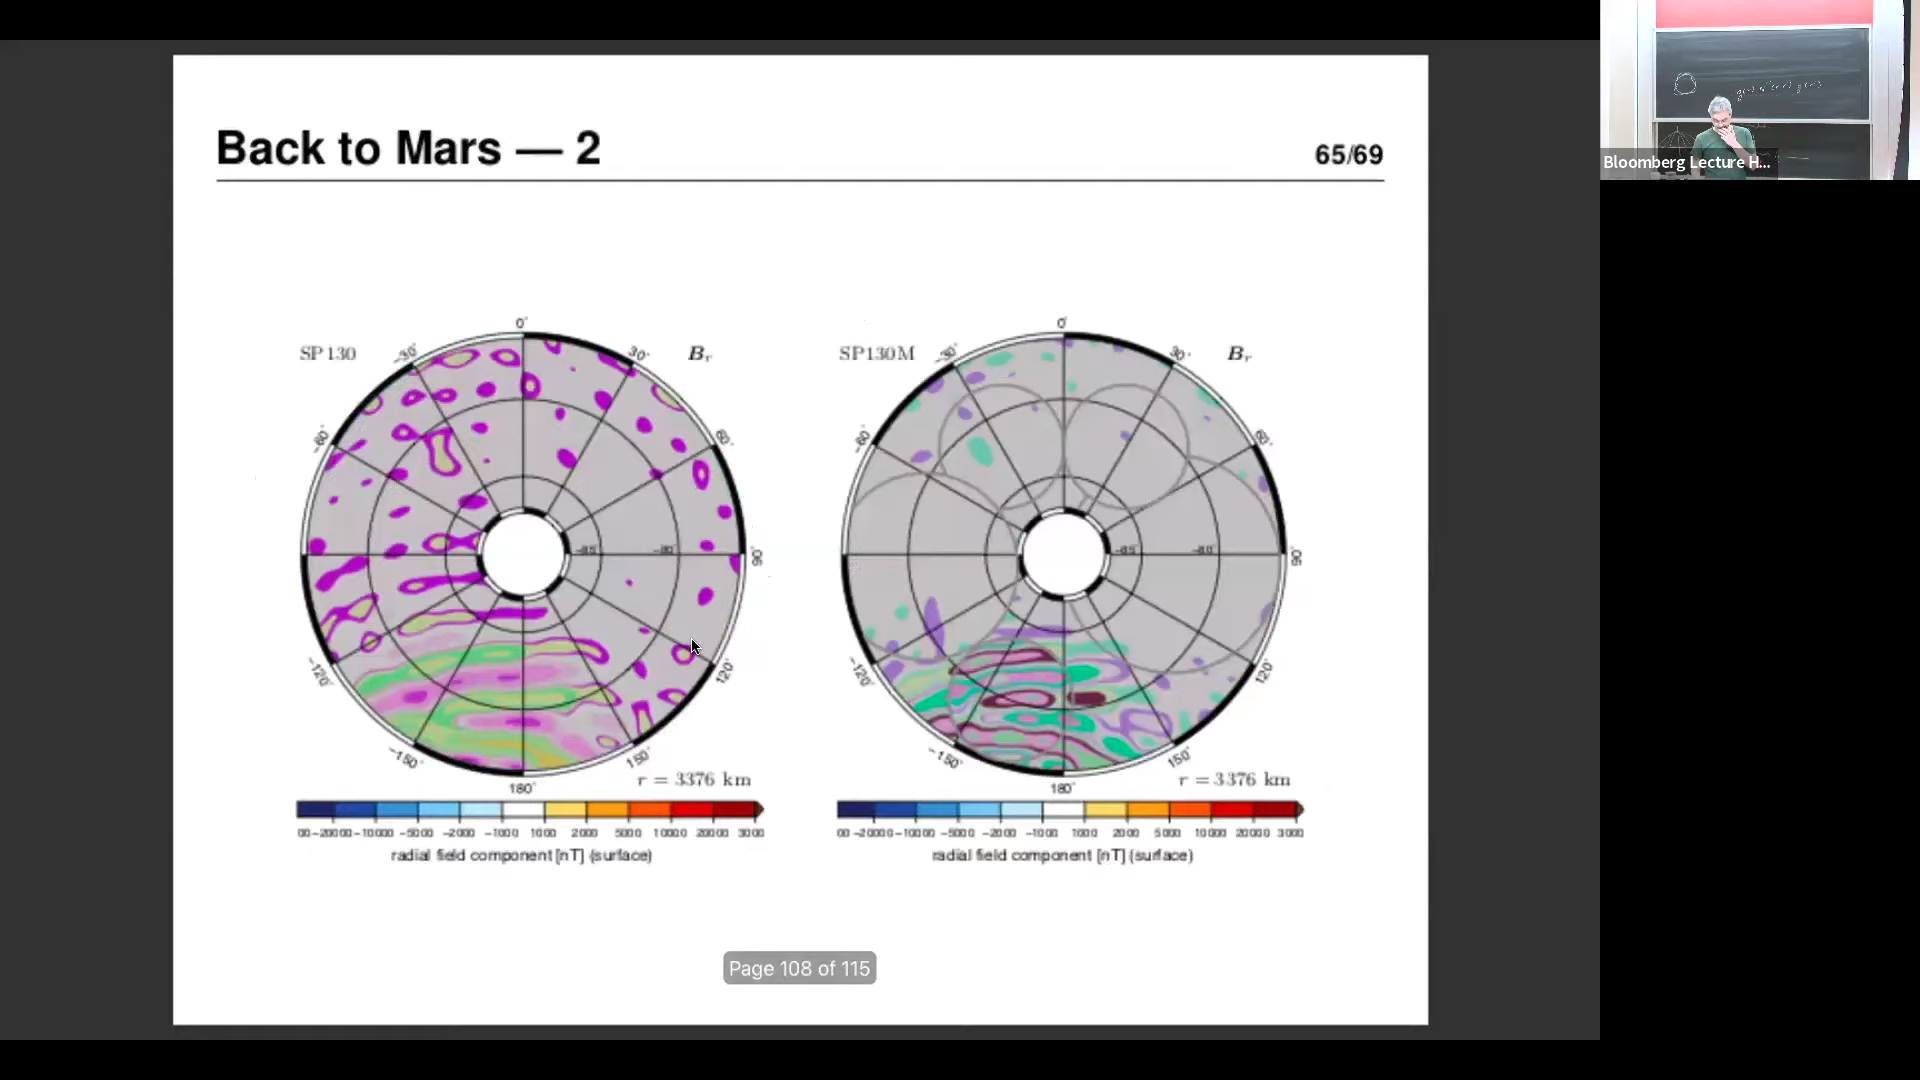 Back to Mars — 2
65/69
SP130
Br
0°
30°
60°
90°
120°
150°
180°
−150°
−120°
−60°
−30°
−85°
−80°
r = 3376 km
00 −20000 −10000 −5000 −2000 −1000 1000 2000 5000 10000 20000 3000
radial field component [nT] (surface)
SP130M
Br
0°
30°
60°
90°
120°
150°
180°
−150°
−120°
−60°
−30°
−85°
−80°
r = 3376 km
00 −20000 −10000 −5000 −2000 −1000 1000 2000 5000 10000 20000 3000
radial field component [nT] (surface)
Page 108 of 115
Bloomberg Lecture H...